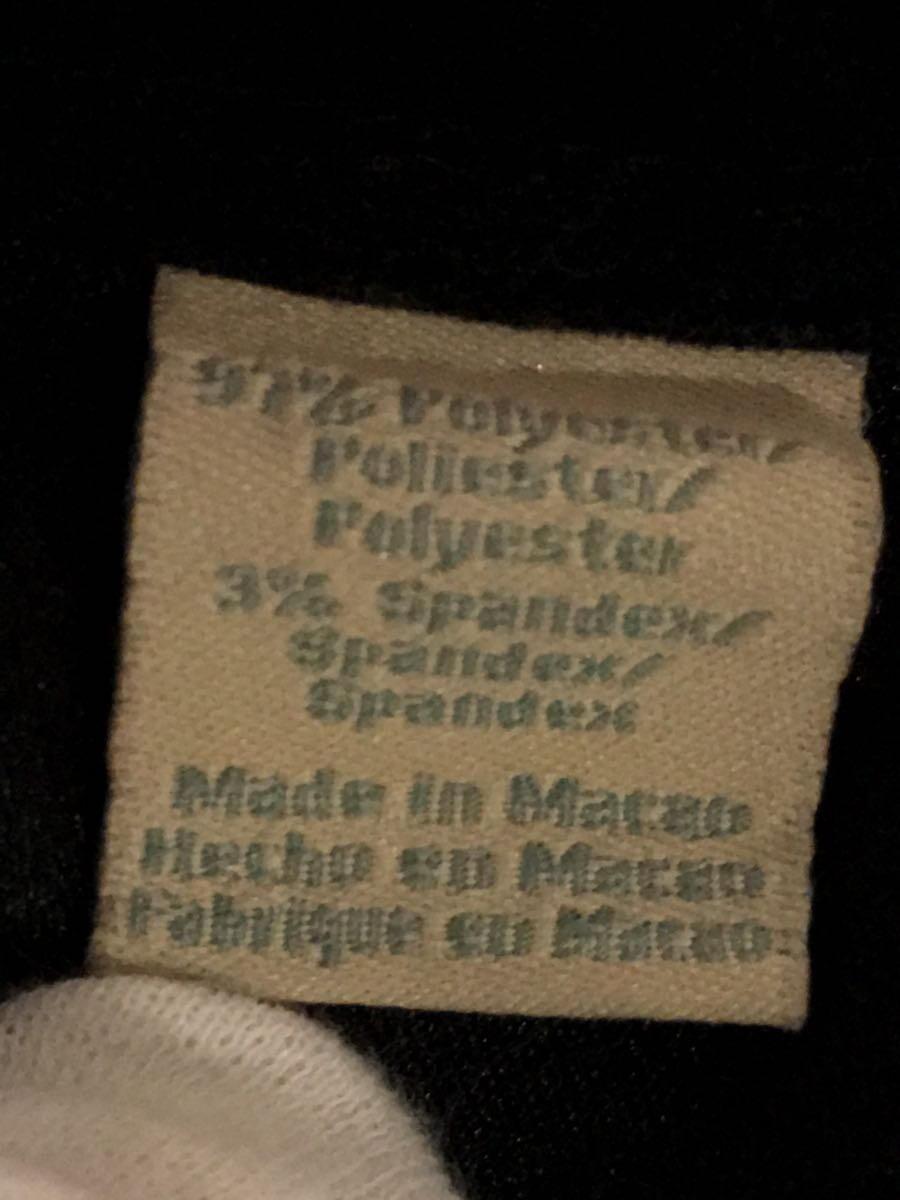 97% Polyester/
Poliester/
Polyester
3% Spandex/
Spandex/
Spandex
Made in Macao
Hecho en Macao
Fabrique en Macao